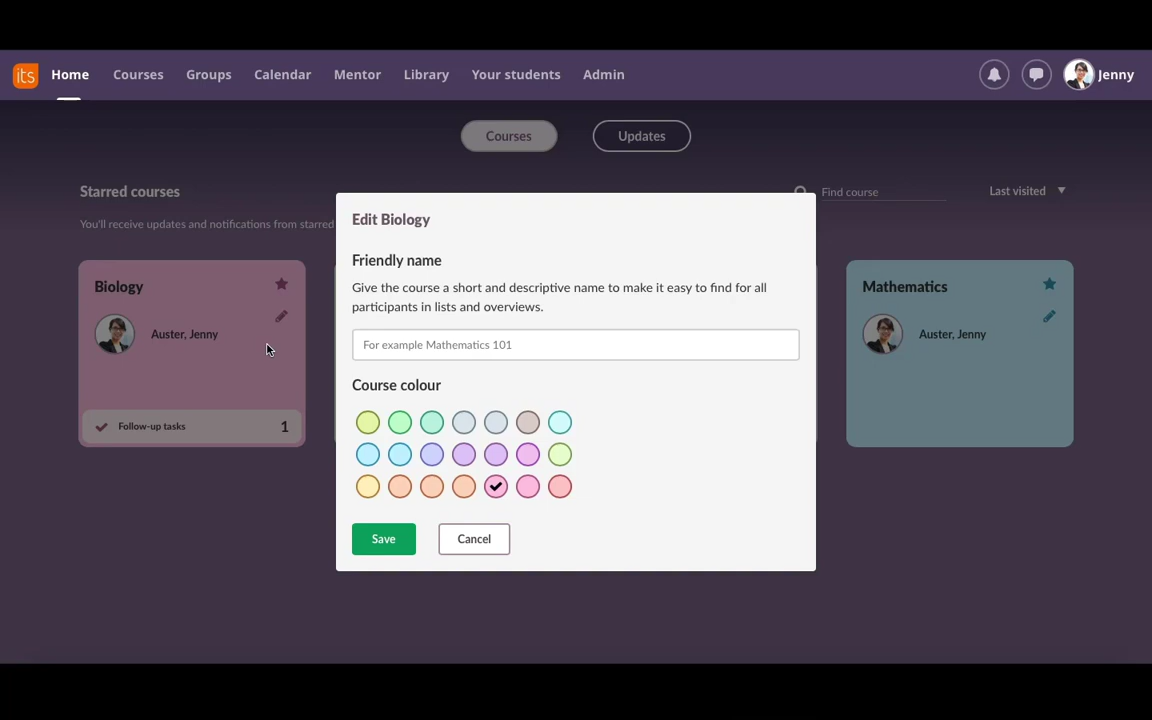 its Home Courses Groups Calendar Mentor Library Your students Admin Jenny
Courses Updates
Starred courses Find course Last visited
You'll receive updates and notifications from starred
Edit Biology
Friendly name
Give the course a short and descriptive name to make it easy to find for all
participants in lists and overviews.
For example Mathematics 101
Course colour
Save Cancel
Biology
Auster, Jenny
Follow-up tasks 1
Mathematics
Auster, Jenny